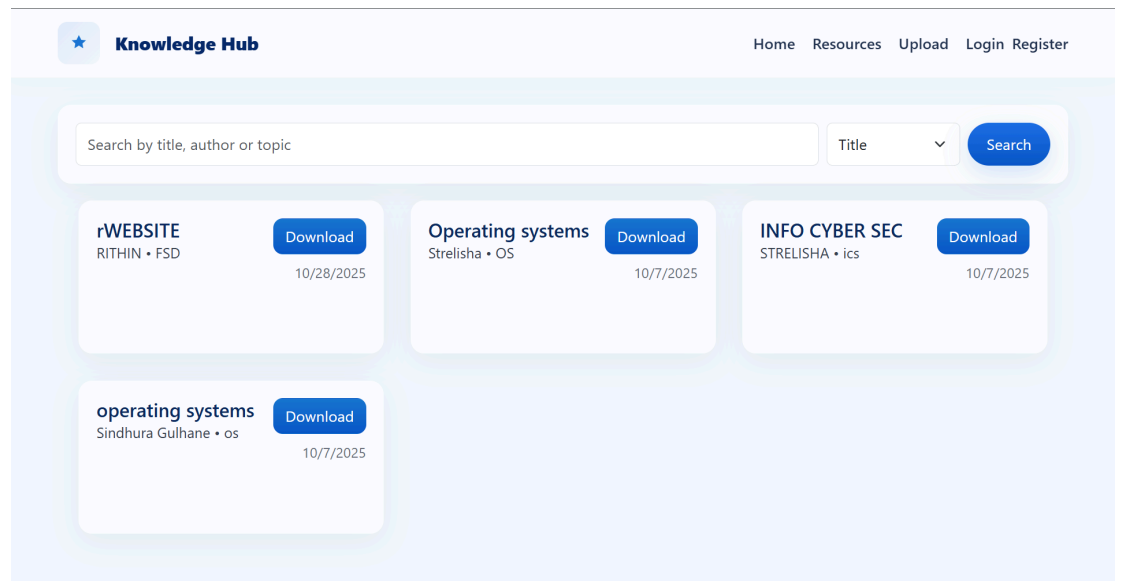 Knowledge Hub
Home Resources Upload Login Register
Search by title, author or topic
Title
Search
rWEBSITE
RITHIN • FSD
Download
10/28/2025
Operating systems
Strelisha • OS
Download
10/7/2025
INFO CYBER SEC
STRELISHA • ics
Download
10/7/2025
operating systems
Sindhura Gulhane • os
Download
10/7/2025